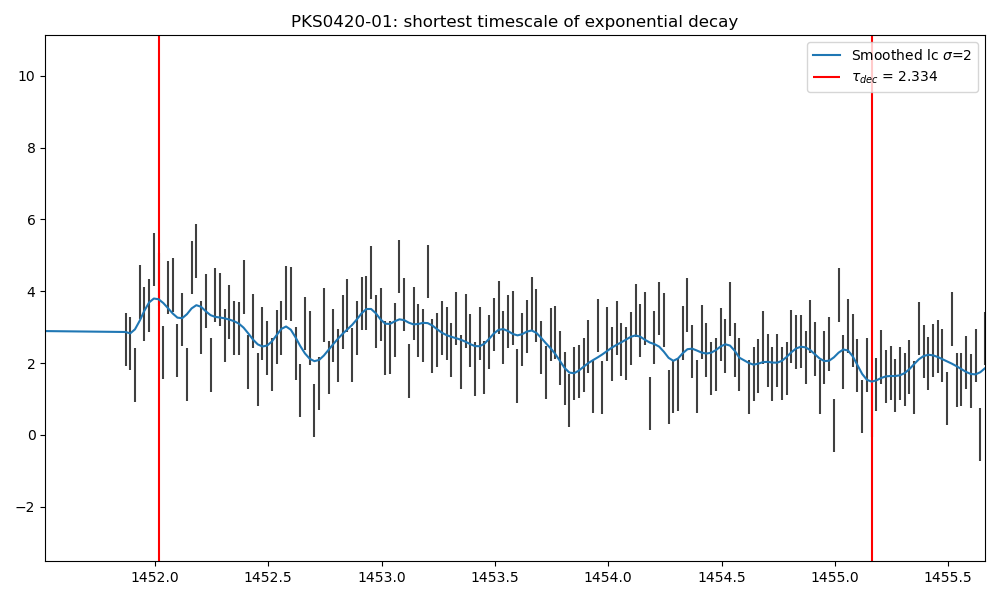 PKS0420-01: shortest timescale of exponential decay
Smoothed lc σ=2
τ_dec = 2.334
10
8
6
4
2
0
−2
1452.0 1452.5 1453.0 1453.5 1454.0 1454.5 1455.0 1455.5